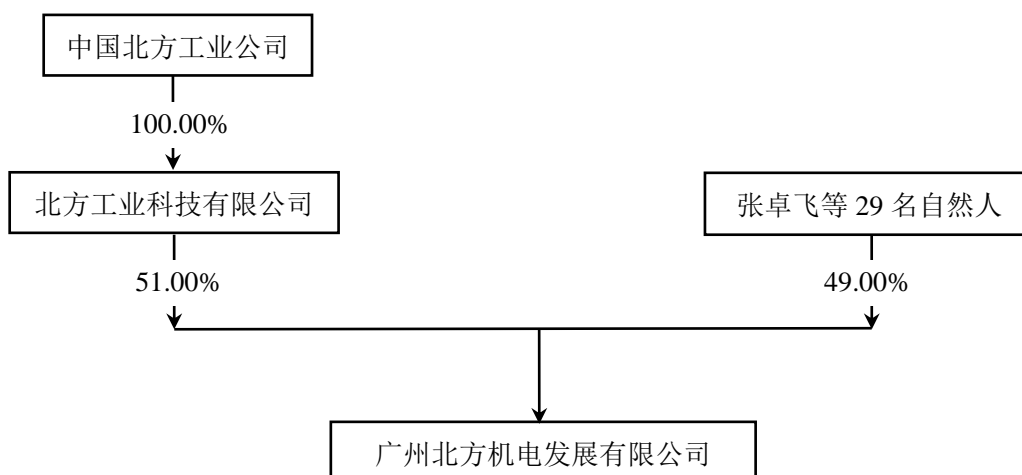 中国北方工业公司
100.00%
北方工业科技有限公司
张卓飞等 29 名自然人
51.00%
49.00%
广州北方机电发展有限公司